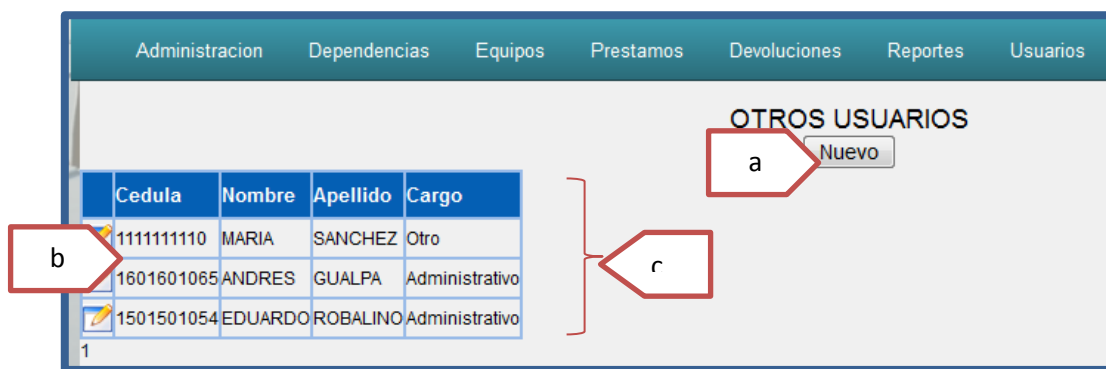 Administracion Dependencias Equipos Prestamos Devoluciones Reportes Usuarios
OTROS USUARIOS
a Nuevo
Cedula Nombre Apellido Cargo
1111111110 MARIA SANCHEZ Otro
b c
1601601065 ANDRES GUALPA Administrativo
1501501054 EDUARDO ROBALINO Administrativo
1